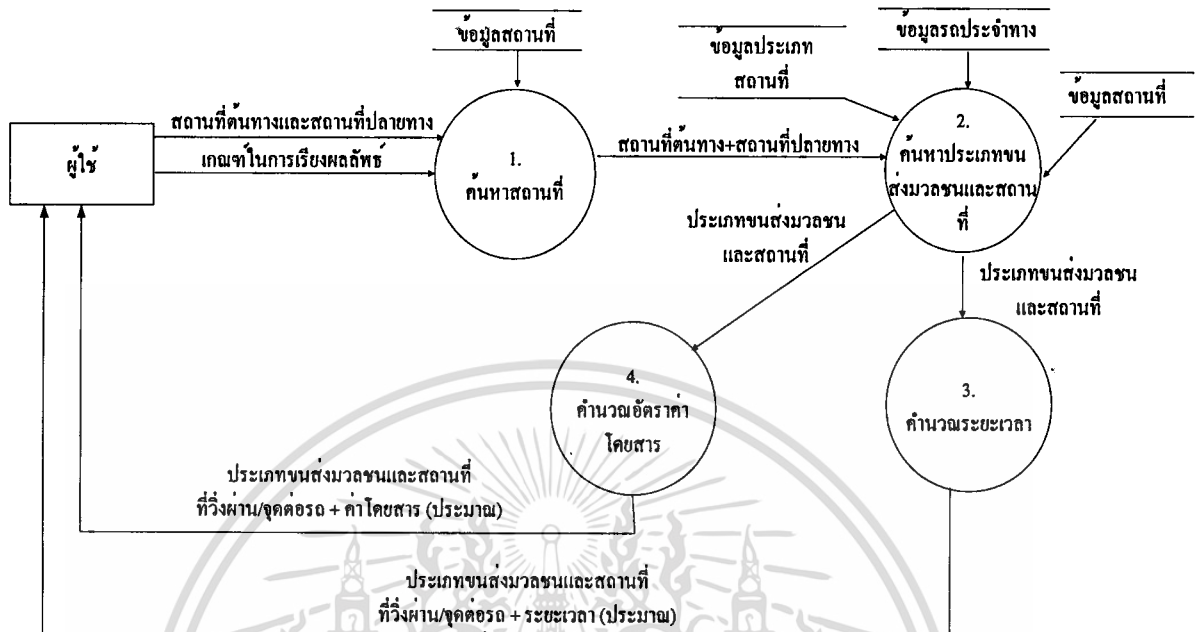 ข้อมูลสถานที่
ข้อมูลประเภท
สถานที่
ข้อมูลรถประจำทาง
ข้อมูลสถานที่
ผู้ใช้
สถานที่ต้นทางและสถานที่ปลายทาง
เกณฑ์ในการเรียงผลลัพธ์
1.
ค้นหาสถานที่
สถานที่ต้นทาง+สถานที่ปลายทาง
2.
ค้นหาประเภทขน
ส่งมวลชนและสถาน
ที่
ประเภทขนส่งมวลชน
และสถานที่
ประเภทขนส่งมวลชน
และสถานที่
4.
คำนวณอัตราค่า
โดยสาร
3.
คำนวณระยะเวลา
ประเภทขนส่งมวลชนและสถานที่
ที่วิ่งผ่าน/จุดต่อรถ + ค่าโดยสาร (ประมาณ)
ประเภทขนส่งมวลชนและสถานที่
ที่วิ่งผ่าน/จุดต่อรถ + ระยะเวลา (ประมาณ)